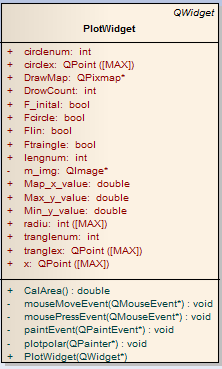 QWidget
PlotWidget
+ circlenum: int
+ circlex: QPoint ([MAX])
+ DrawMap: QPixmap*
+ DrowCount: int
+ F_inital: bool
+ Fcircle: bool
+ Flin: bool
+ Ftraingle: bool
+ lengnum: int
- m_img: QImage*
+ Map_x_value: double
+ Max_y_value: double
+ Min_y_value: double
+ radiu: int ([MAX])
+ tranglenum: int
+ tranglex: QPoint ([MAX])
+ x: QPoint ([MAX])
+ CalArea() : double
- mouseMoveEvent(QMouseEvent*) : void
- mousePressEvent(QMouseEvent*) : void
- paintEvent(QPaintEvent*) : void
- plotpolar(QPainter*) : void
+ PlotWidget(QWidget*)